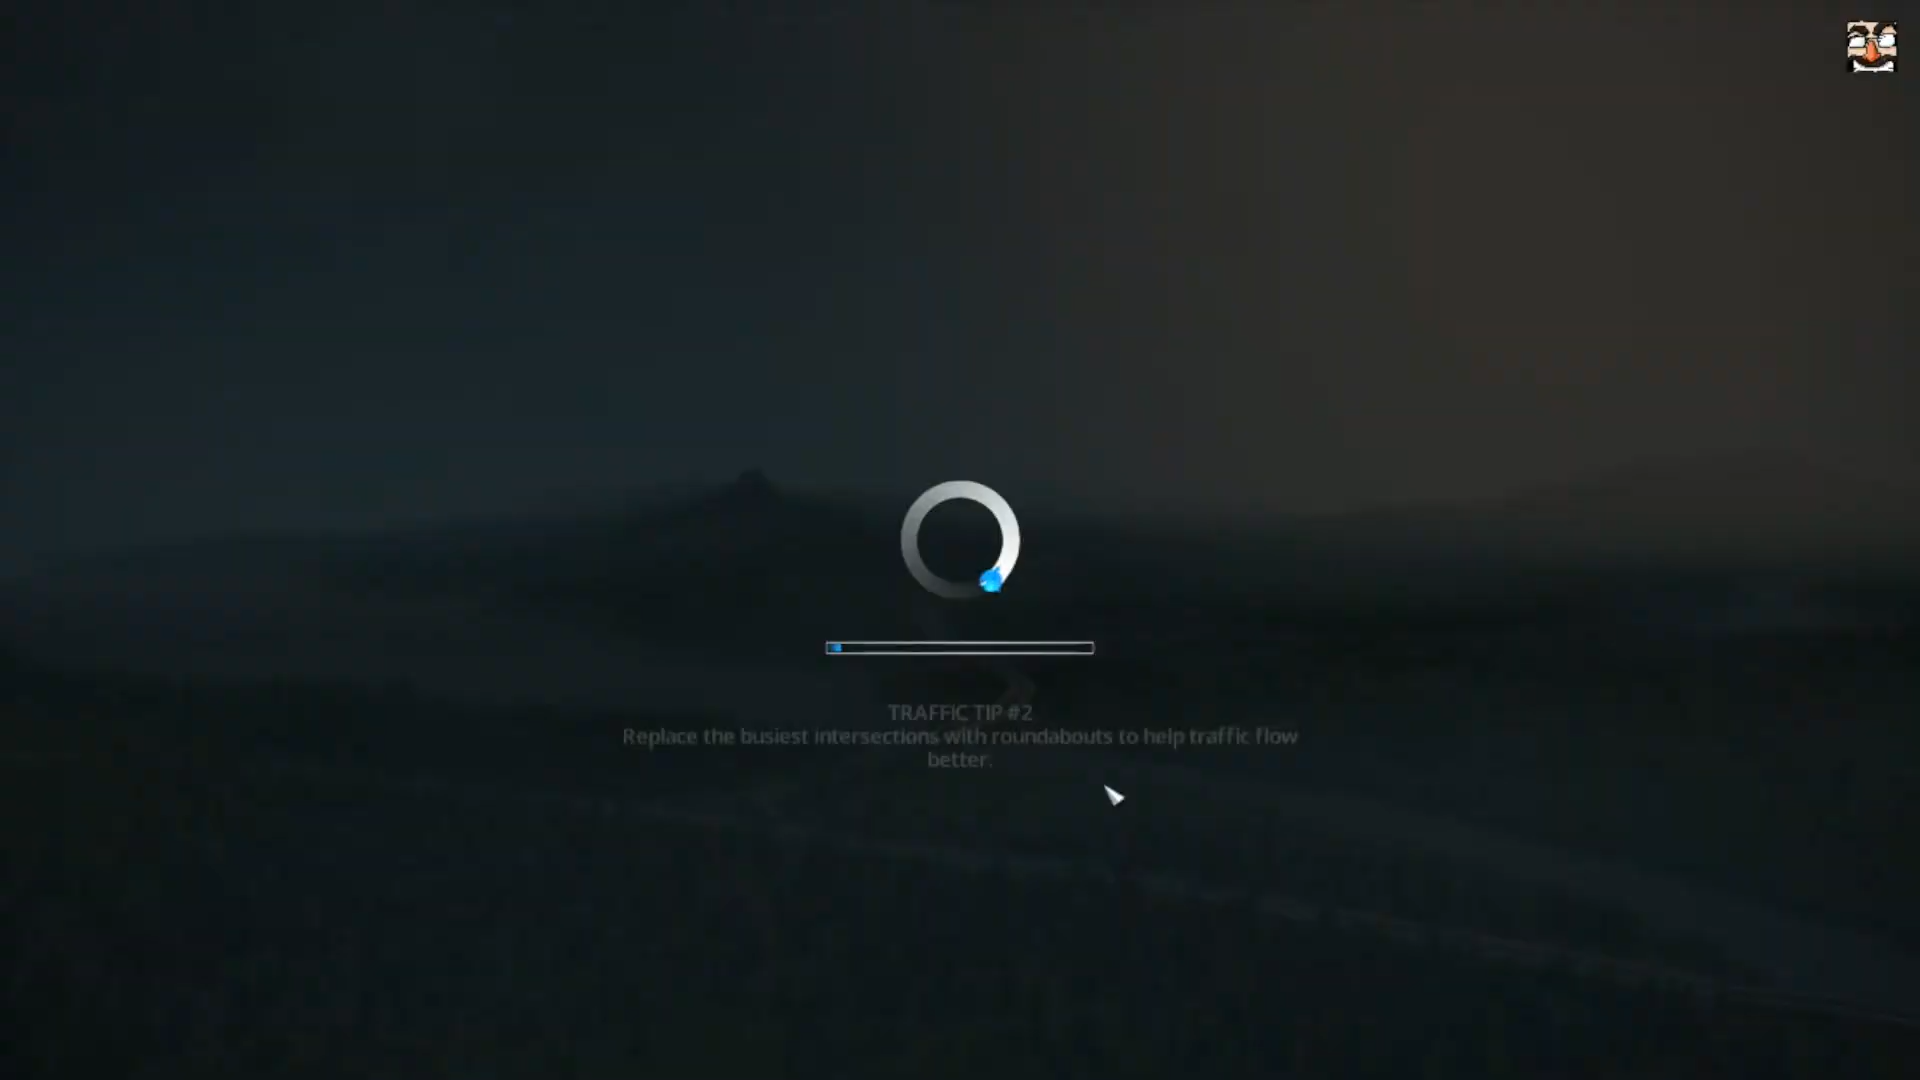 TRAFFIC TIP #2
Replace the busiest intersections with roundabouts to help traffic flow
better.